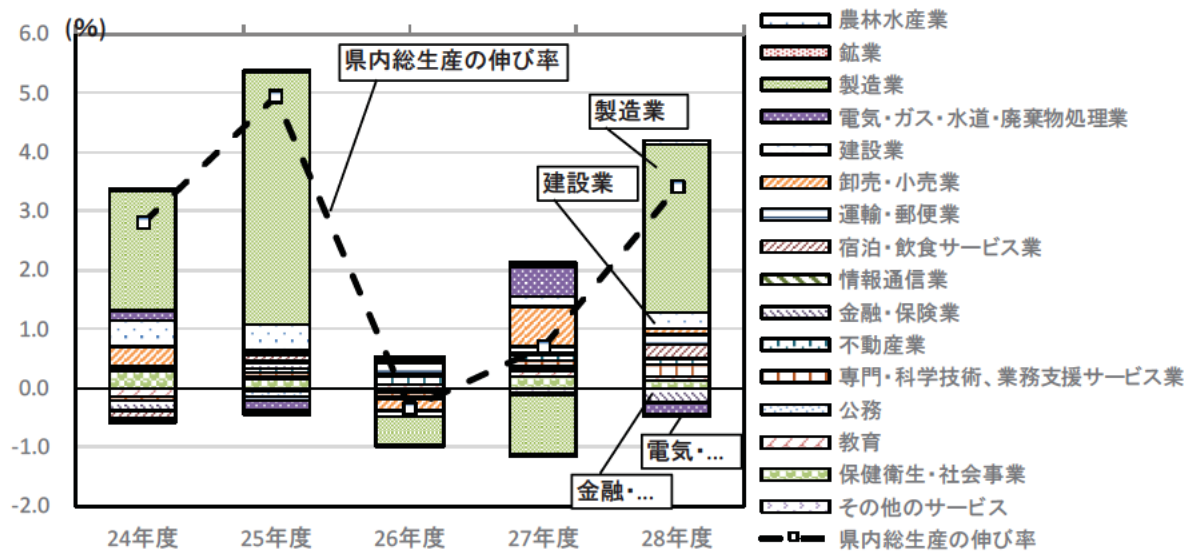 (%)
6.0
5.0
4.0
3.0
2.0
1.0
0.0
-1.0
-2.0
24年度
25年度
26年度
27年度
28年度
県内総生産の伸び率
製造業
建設業
電気・...
金融・...
農林水産業
鉱業
製造業
電気・ガス・水道・廃棄物処理業
建設業
卸売・小売業
運輸・郵便業
宿泊・飲食サービス業
情報通信業
金融・保険業
不動産業
専門・科学技術、業務支援サービス業
公務
教育
保健衛生・社会事業
その他のサービス
県内総生産の伸び率